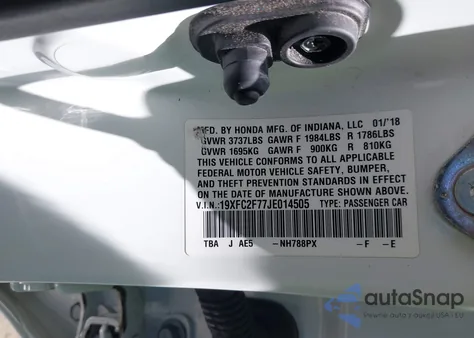 MFD. BY HONDA MFG. OF INDIANA, LLC 01/'18
GVWR 3737LBS GAWR F 1984LBS R 1786LBS
GVWR 1695KG GAWR F 900KG R 810KG
THIS VEHICLE CONFORMS TO ALL APPLICABLE
FEDERAL MOTOR VEHICLE SAFETY, BUMPER,
AND THEFT PREVENTION STANDARDS IN EFFECT
ON THE DATE OF MANUFACTURE SHOWN ABOVE.
V.I.N.:19XFC2F77JE014505 TYPE: PASSENGER CAR
TBA J AE5 -NH788PX -F -E
autoSnap